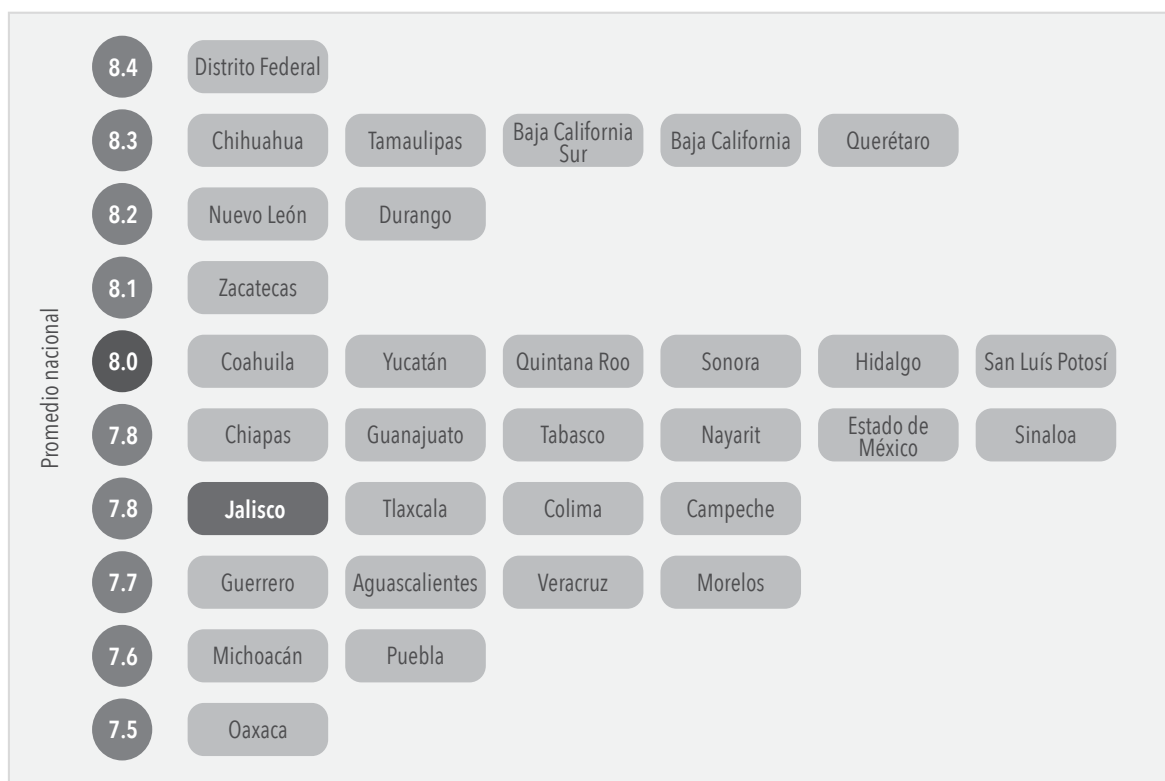 8.4 Distrito Federal
8.3 Chihuahua Tamaulipas Baja California Sur Baja California Querétaro
8.2 Nuevo León Durango
8.1 Zacatecas
Promedio nacional
8.0 Coahuila Yucatán Quintana Roo Sonora Hidalgo San Luís Potosí
7.8 Chiapas Guanajuato Tabasco Nayarit Estado de México Sinaloa
7.8 Jalisco Tlaxcala Colima Campeche
7.7 Guerrero Aguascalientes Veracruz Morelos
7.6 Michoacán Puebla
7.5 Oaxaca